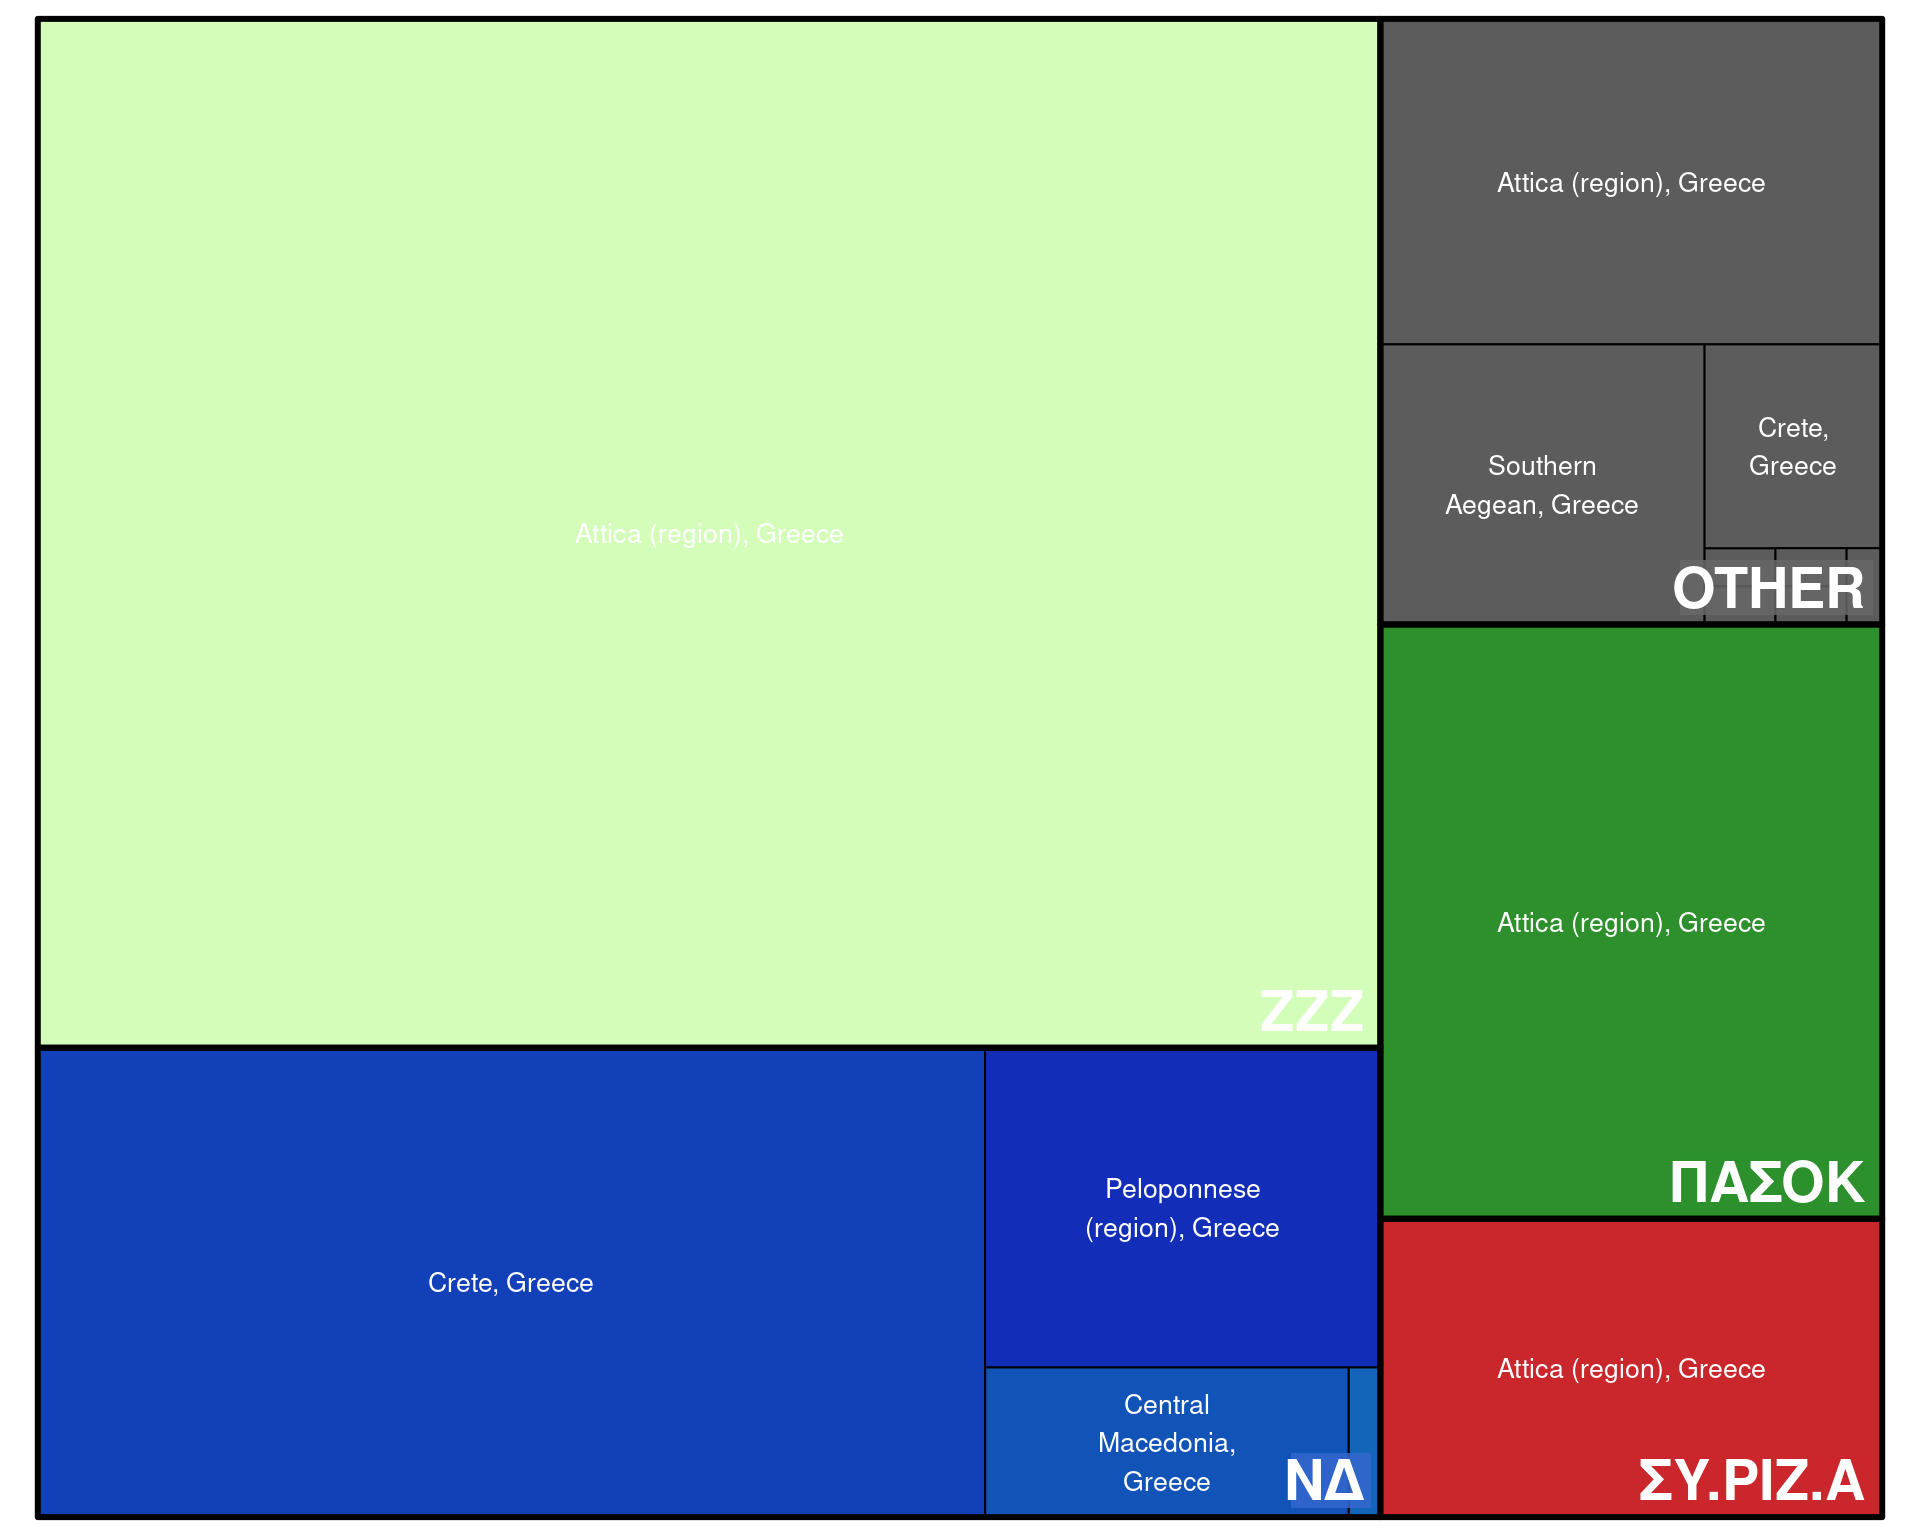 Attica (region), Greece
ZZZ
Attica (region), Greece
Southern
Aegean, Greece
Crete,
Greece
OTHER
Attica (region), Greece
ΠΑΣΟΚ
Crete, Greece
Peloponnese
(region), Greece
Central
Macedonia,
Greece
ΝΔ
Attica (region), Greece
ΣΥ.ΡΙΖ.Α